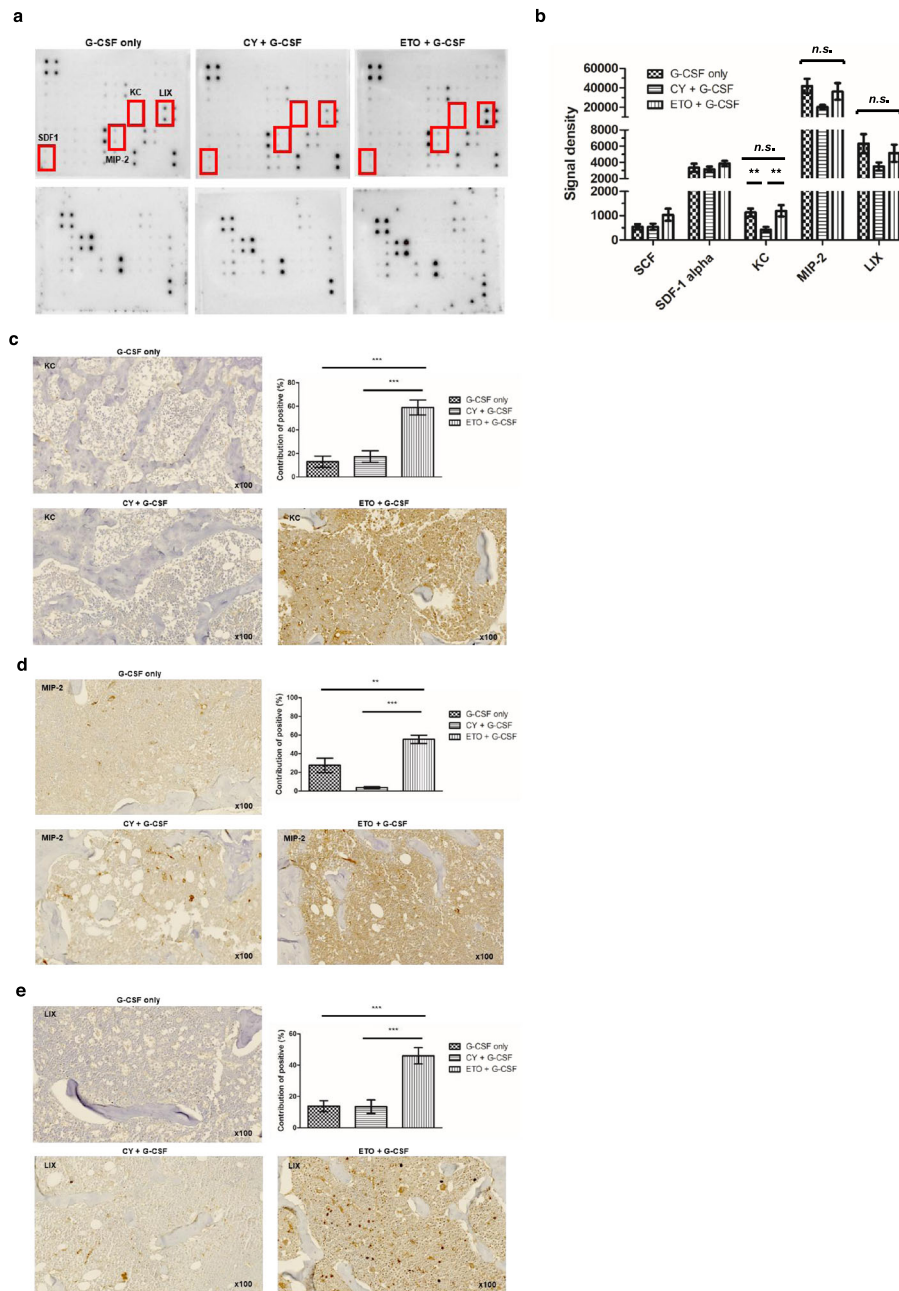 a
G-CSF only
CY + G-CSF
ETO + G-CSF
KC
LIX
SDF1
MIP-2
b
Signal density
60000
40000
20000
8000
6000
4000
2000
1000
0
G-CSF only
CY + G-CSF
ETO + G-CSF
n.s.
n.s.
n.s.
** **
SCF
SDF-1 alpha
KC
MIP-2
LIX
c
G-CSF only
KC
x100
Contribution of positive (%)
80
60
40
20
0
***
***
G-CSF only
CY + G-CSF
ETO + G-CSF
CY + G-CSF
KC
x100
ETO + G-CSF
KC
x100
d
G-CSF only
MIP-2
x100
Contribution of positive (%)
100
80
60
40
20
0
**
***
G-CSF only
CY + G-CSF
ETO + G-CSF
CY + G-CSF
MIP-2
x100
ETO + G-CSF
MIP-2
x100
e
G-CSF only
LIX
x100
Contribution of positive (%)
60
40
20
0
***
***
G-CSF only
CY + G-CSF
ETO + G-CSF
CY + G-CSF
LIX
x100
ETO + G-CSF
LIX
x100